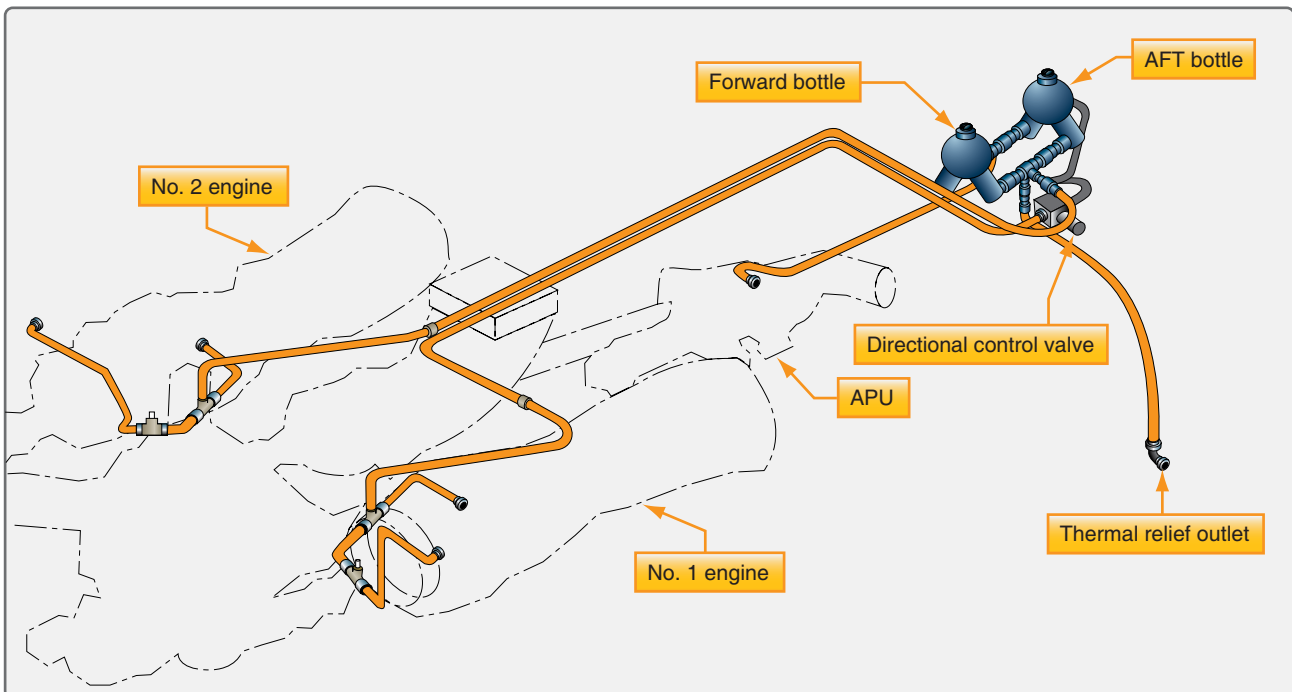 AFT bottle
Forward bottle
No. 2 engine
Directional control valve
APU
Thermal relief outlet
No. 1 engine